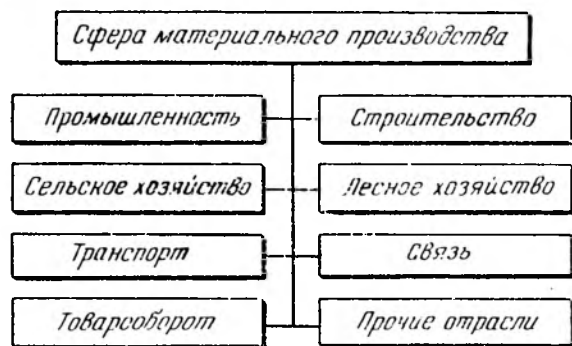 Сфера материального производства
Промышленность
Строительство
Сельское хозяйство
Лесное хозяйство
Транспорт
Связь
Товарооборот
Прочие отрасли